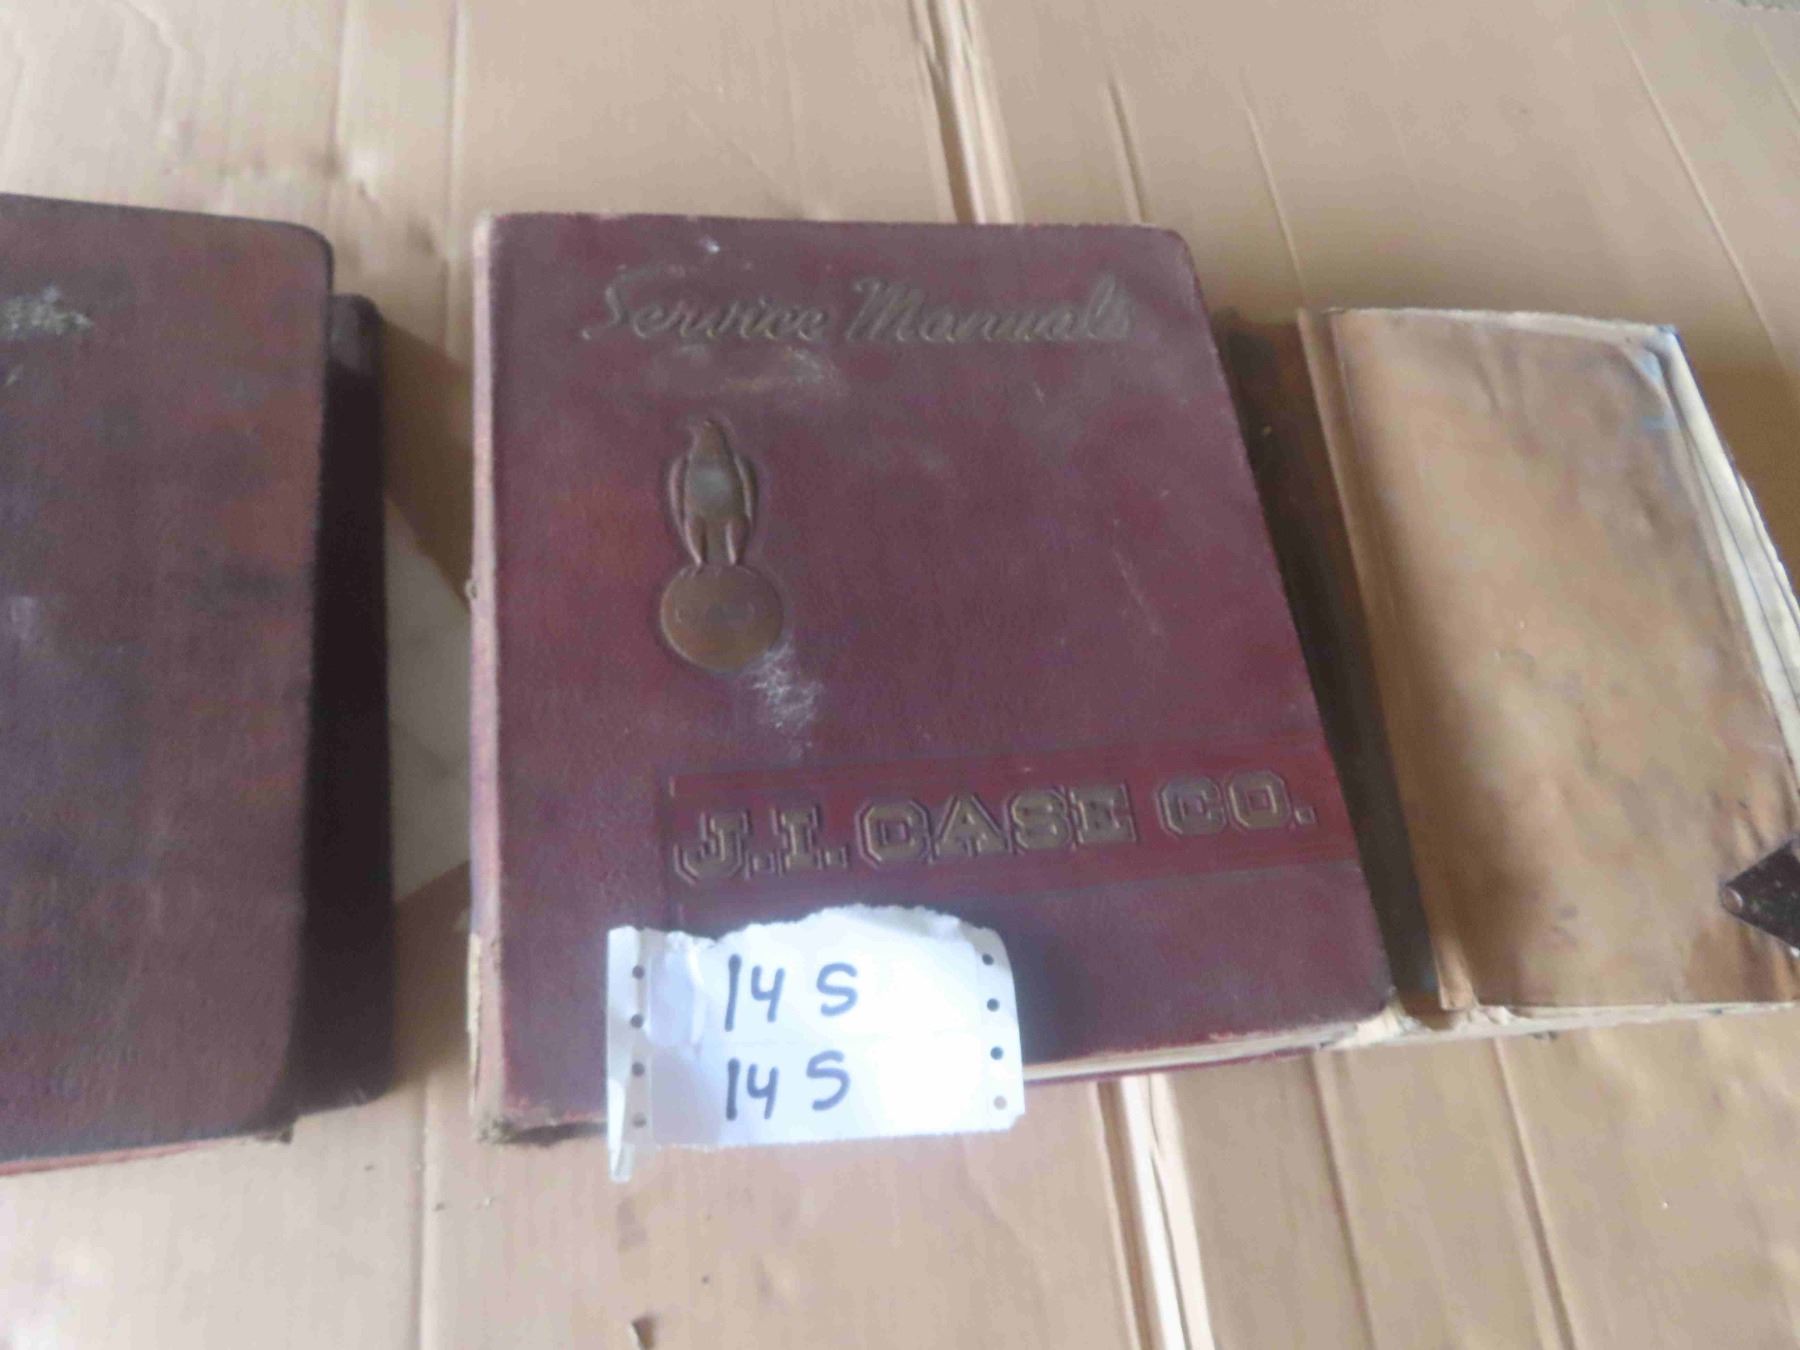 Service Manuals
J.I. CASE CO.
14 S
14 S